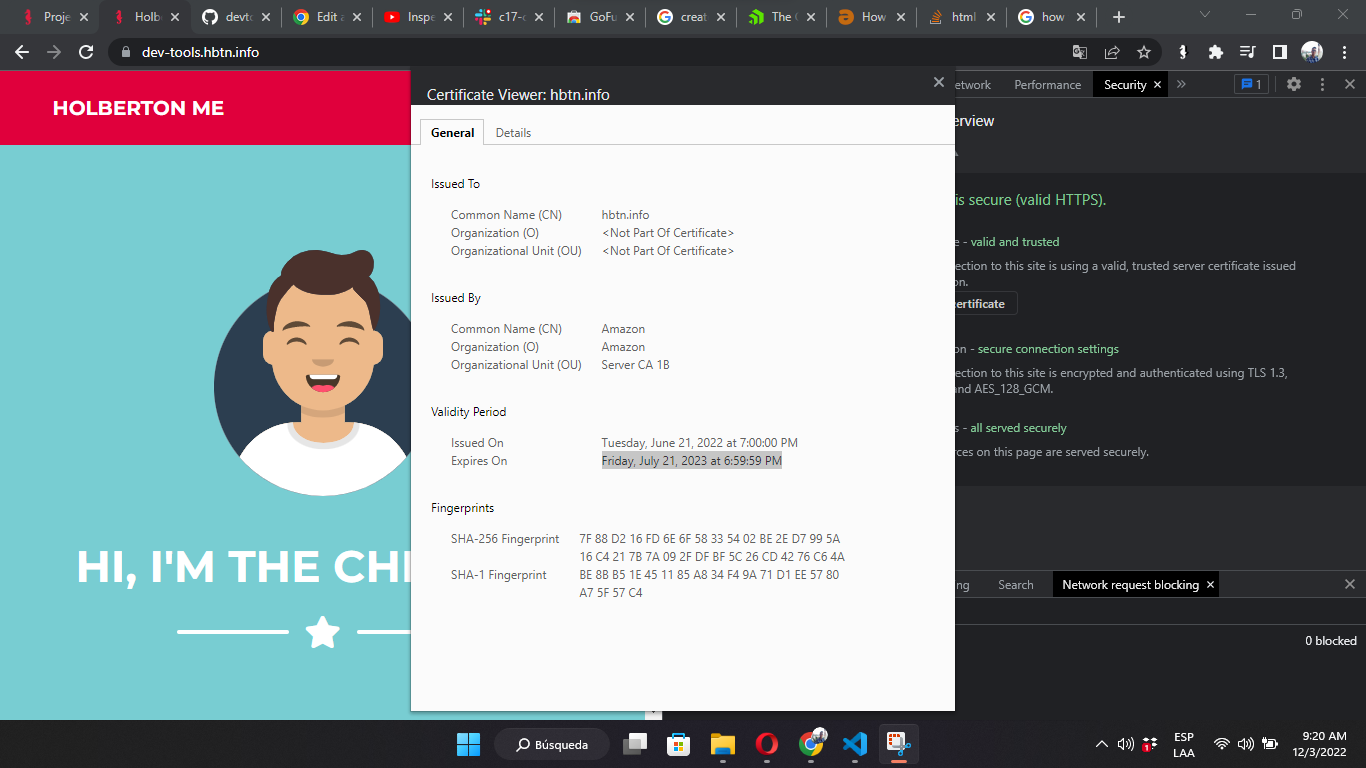 Proje
Holb
devto
Edit a
Inspe
c17-c
GoFu
creat
The C
How
html
how
dev-tools.hbtn.info
HOLBERTON ME
HI, I'M THE CHI
Certificate Viewer: hbtn.info
General Details
Issued To
Common Name (CN) hbtn.info
Organization (O) <Not Part Of Certificate>
Organizational Unit (OU) <Not Part Of Certificate>
Issued By
Common Name (CN) Amazon
Organization (O) Amazon
Organizational Unit (OU) Server CA 1B
Validity Period
Issued On Tuesday, June 21, 2022 at 7:00:00 PM
Expires On Friday, July 21, 2023 at 6:59:59 PM
Fingerprints
SHA-256 Fingerprint 7F 88 D2 16 FD 6E 6F 58 33 54 02 BE 2E D7 99 5A
16 C4 21 7B 7A 09 2F DF BF 5C 26 CD 42 76 C6 4A
SHA-1 Fingerprint BE 8B B5 1E 45 11 85 A8 34 F4 9A 71 D1 EE 57 80
A7 5F 57 C4
etwork Performance Security 1
erview
is secure (valid HTTPS).
e - valid and trusted
ection to this site is using a valid, trusted server certificate issued
on.
ertificate
on - secure connection settings
ection to this site is encrypted and authenticated using TLS 1.3,
and AES_128_GCM.
s - all served securely
rces on this page are served securely.
ng Search Network request blocking
0 blocked
Búsqueda
1
ESP
LAA
9:20 AM
12/3/2022